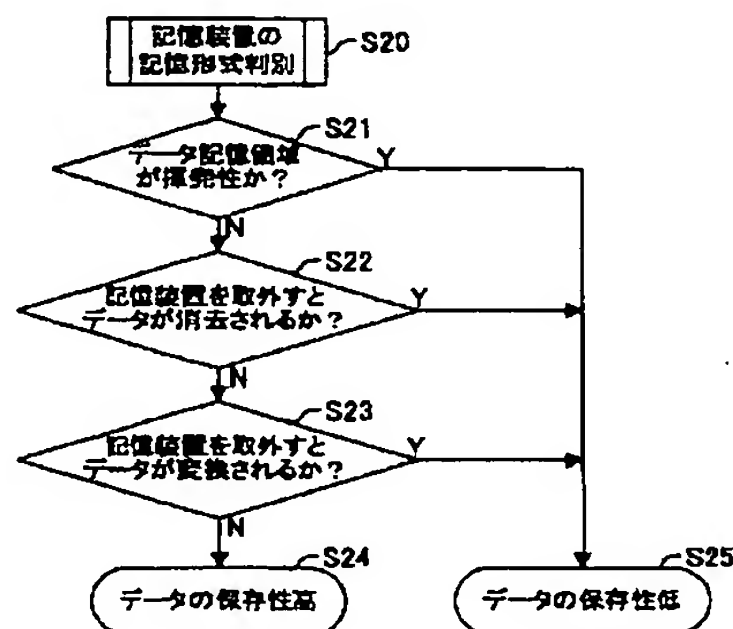 記憶装置の
記憶形式判別
S20
S21
データ記憶領域
が揮発性か？
Y
N
S22
記憶装置を取外すと
データが消去されるか？
Y
N
S23
記憶装置を取外すと
データが変換されるか？
Y
N
S24
データの保存性高
S25
データの保存性低